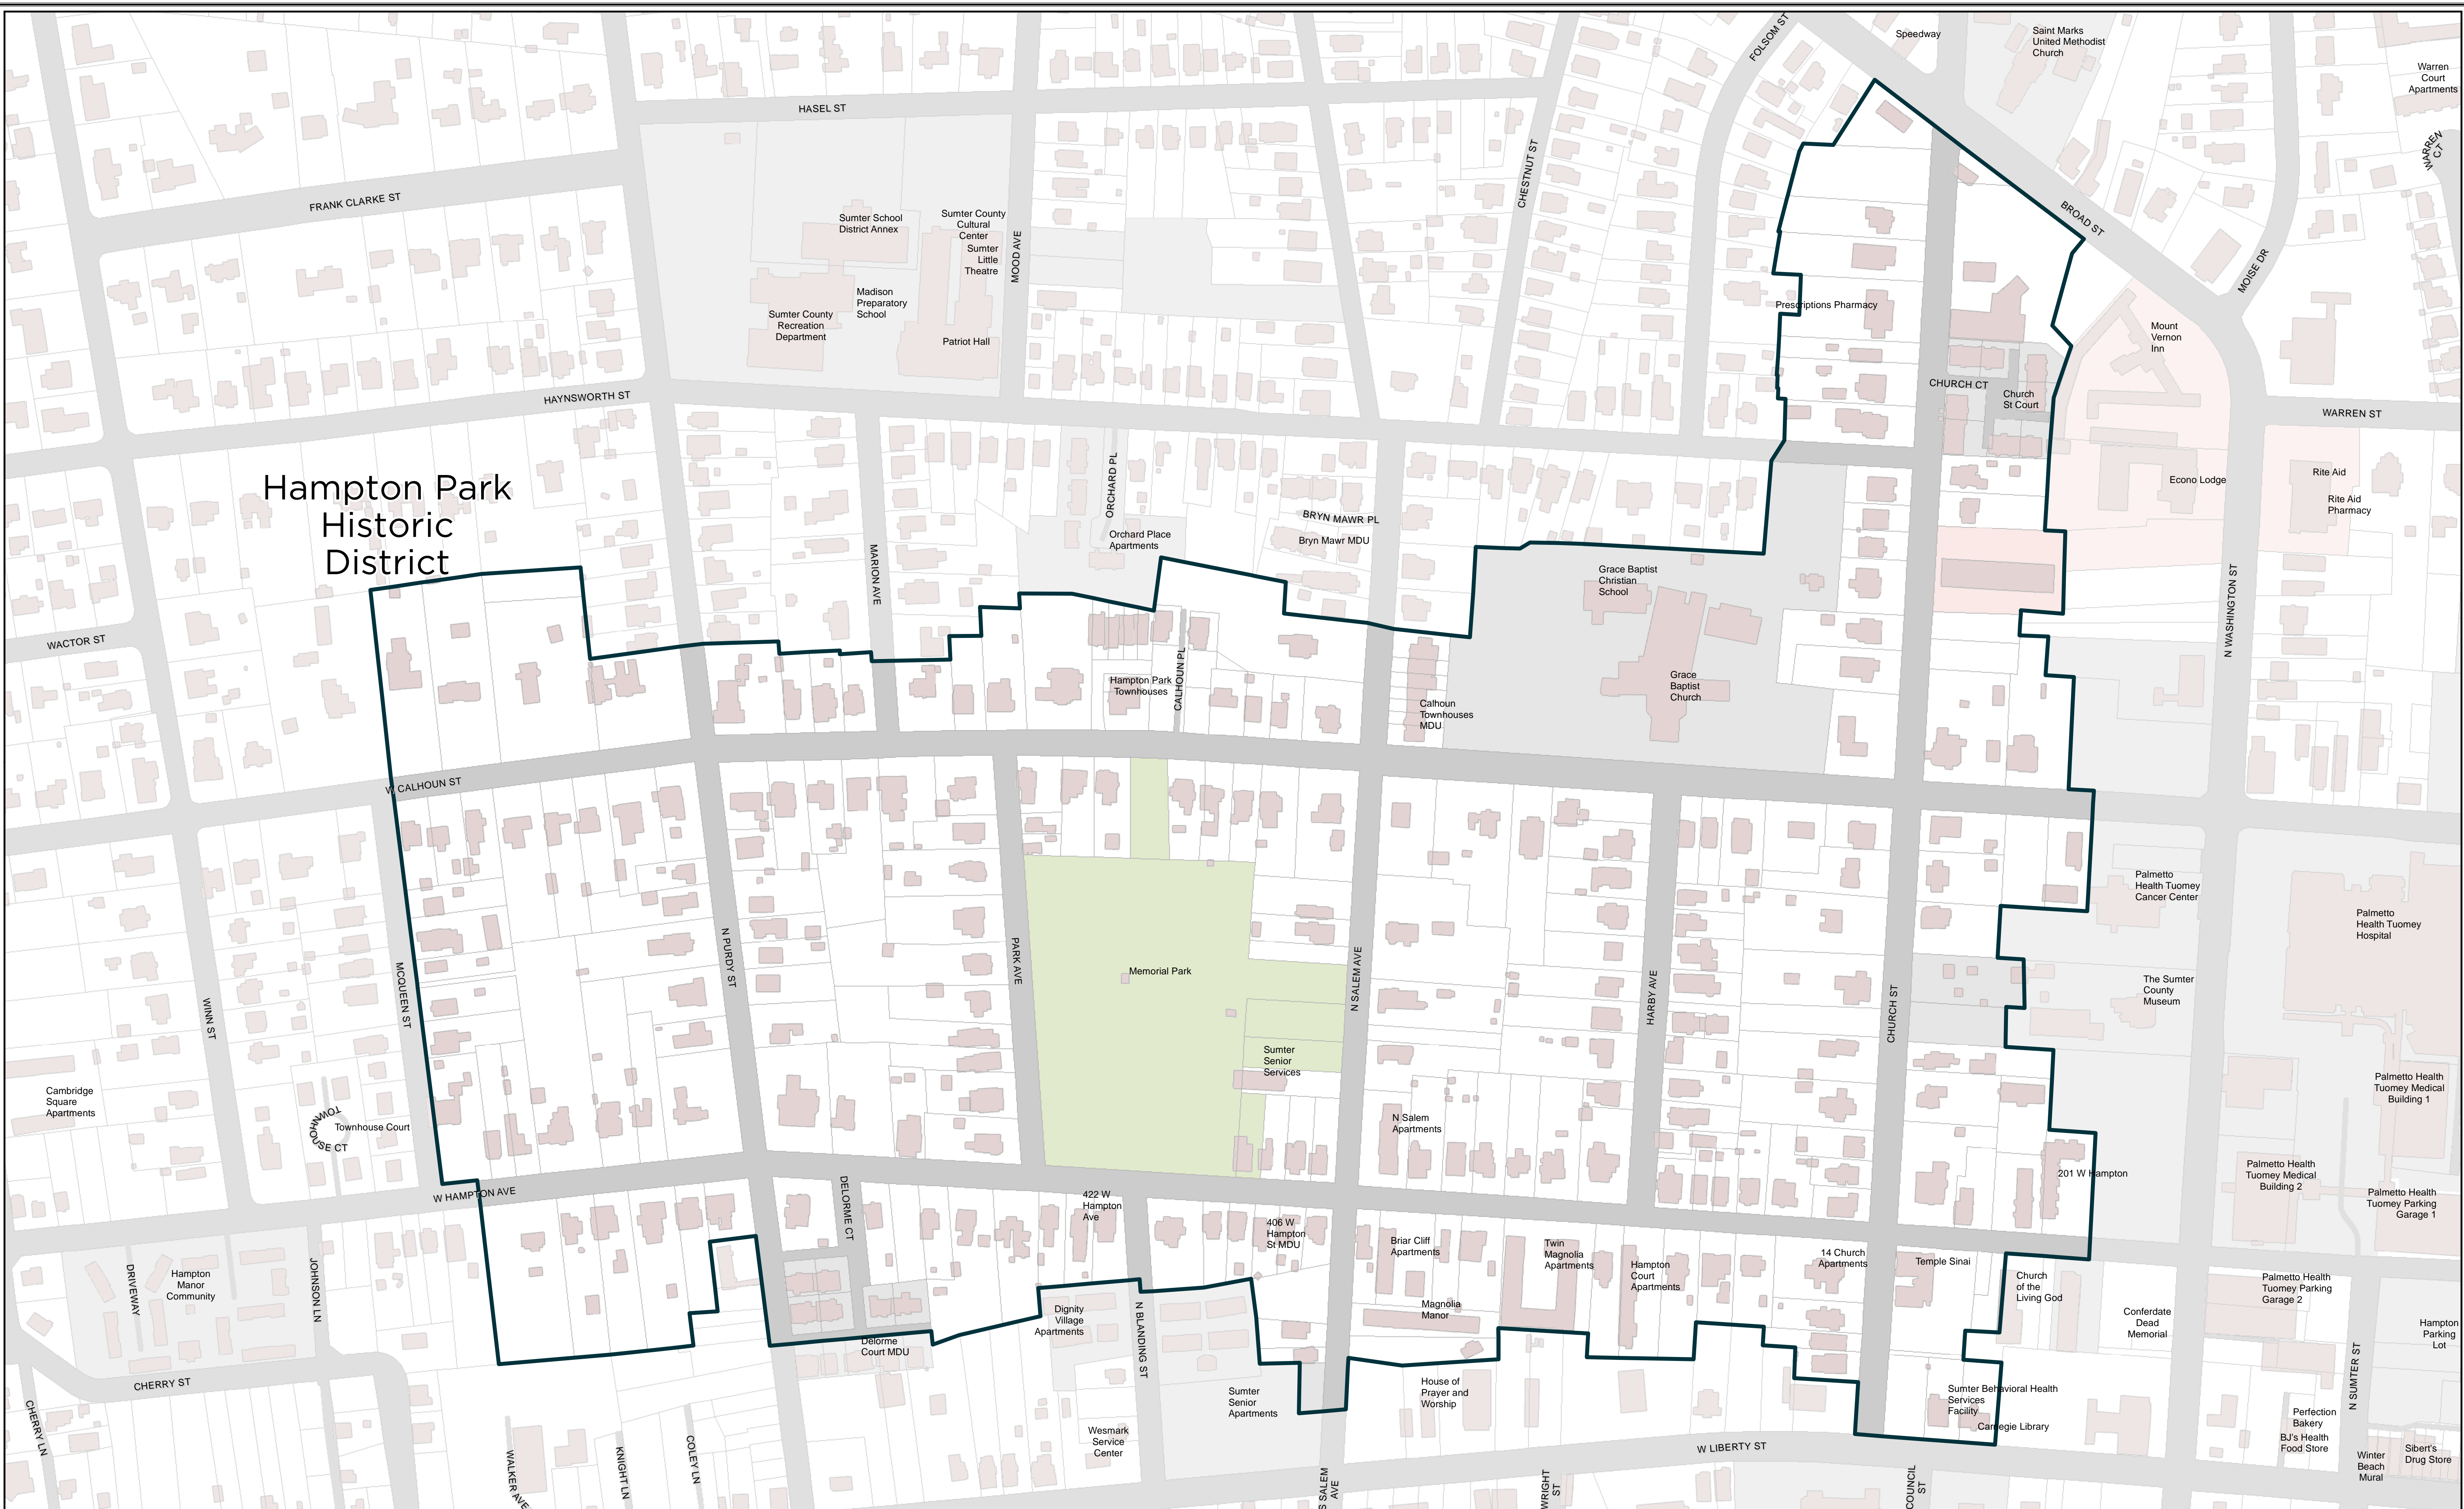 FOLSOM ST
Speedway
Saint Marks
United Methodist
Church
Warren
Court
Apartments
HASEL ST
WARREN
CT
CHESTNUT ST
FRANK CLARKE ST
Sumter School
District Annex
Sumter County
Cultural
Center
Sumter
Little
Theatre
MOOD AVE
BROAD ST
MOISE DR
Madison
Preparatory
School
Sumter County
Recreation
Department
Patriot Hall
Prescriptions Pharmacy
Mount
Vernon
Inn
HAYNSWORTH ST
CHURCH CT
Church
St Court
WARREN ST
Hampton Park
Historic
District
ORCHARD PL
Orchard Place
Apartments
BRYN MAWR PL
Bryn Mawr MDU
Econo Lodge
Rite Aid
Rite Aid
Pharmacy
MARION AVE
Grace Baptist
Christian
School
N WASHINGTON ST
WACTOR ST
Hampton Park
Townhouses
CALHOUN PL
Calhoun
Townhouses
MDU
Grace
Baptist
Church
W CALHOUN ST
Palmetto
Health Tuomey
Cancer Center
Palmetto
Health Tuomey
Hospital
N PURDY ST
PARK AVE
Memorial Park
N SALEM AVE
HARBY AVE
CHURCH ST
The Sumter
County
Museum
WINN ST
MCQUEEN ST
Sumter
Senior
Services
Cambridge
Square
Apartments
TOWNHOUSE CT
Townhouse Court
N Salem
Apartments
Palmetto Health
Tuomey Medical
Building 1
201 W Hampton
Palmetto Health
Tuomey Medical
Building 2
Palmetto Health
Tuomey Parking
Garage 1
W HAMPTON AVE
DELORME CT
422 W
Hampton
Ave
406 W
Hampton
St MDU
Briar Cliff
Apartments
Twin
Magnolia
Apartments
Hampton
Court
Apartments
14 Church
Apartments
Temple Sinai
Church
of the
Living God
Palmetto Health
Tuomey Parking
Garage 2
DRIVEWAY
Hampton
Manor
Community
JOHNSON LN
Dignity
Village
Apartments
N BLANDING ST
Magnolia
Manor
Conferdate
Dead
Memorial
Hampton
Parking
Lot
Delorme
Court MDU
CHERRY ST
CHERRY LN
Sumter
Senior
Apartments
House of
Prayer and
Worship
Sumter Behavioral Health
Services
Facility
Carnegie Library
N SUMTER ST
Perfection
Bakery
BJ's Health
Food Store
Wesmark
Service
Center
WALKER AVE
KNIGHT LN
COLEY LN
W LIBERTY ST
Winter
Beach
Mural
Sibert's
Drug Store
S SALEM
AVE
WRIGHT
ST
COUNCIL
ST